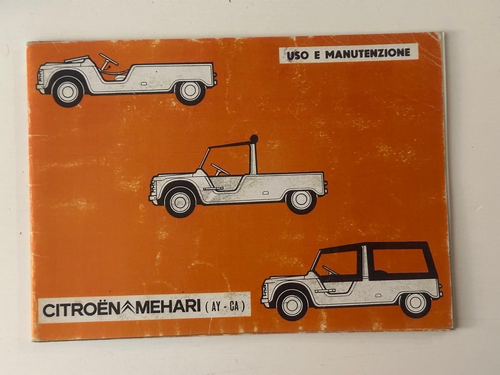 USO E MANUTENZIONE
CITROËN MEHARI (AY - CA)